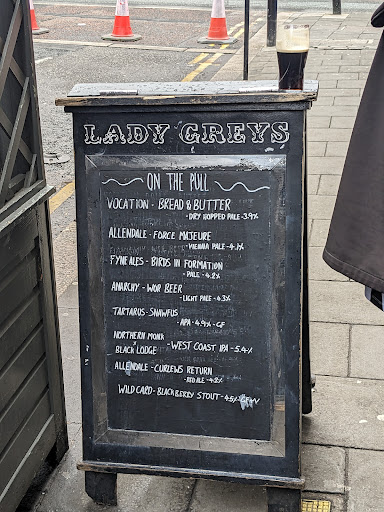 LADY GREYS
ON THE PULL
VOCATION - BREAD & BUTTER
- DRY HOPPED PALE - 3.9%
ALLENDALE - FORCE MAJEURE
- VIENNA PALE - 4.1%
FYNE ALES - BIRDS IN FORMATION
- PALE - 4.2%
ANARCHY - WOR BEER
- LIGHT PALE - 4.3%
TARTARUS - SNAWFUS
- APA - 4.9% - GF
NORTHERN MONK
BLACK LODGE - WEST COAST IPA - 5.4%
ALLENDALE - CURLEWS RETURN
- RED ALE - 4.2%
WILD CARD - BLACKBERRY STOUT - 4.5%